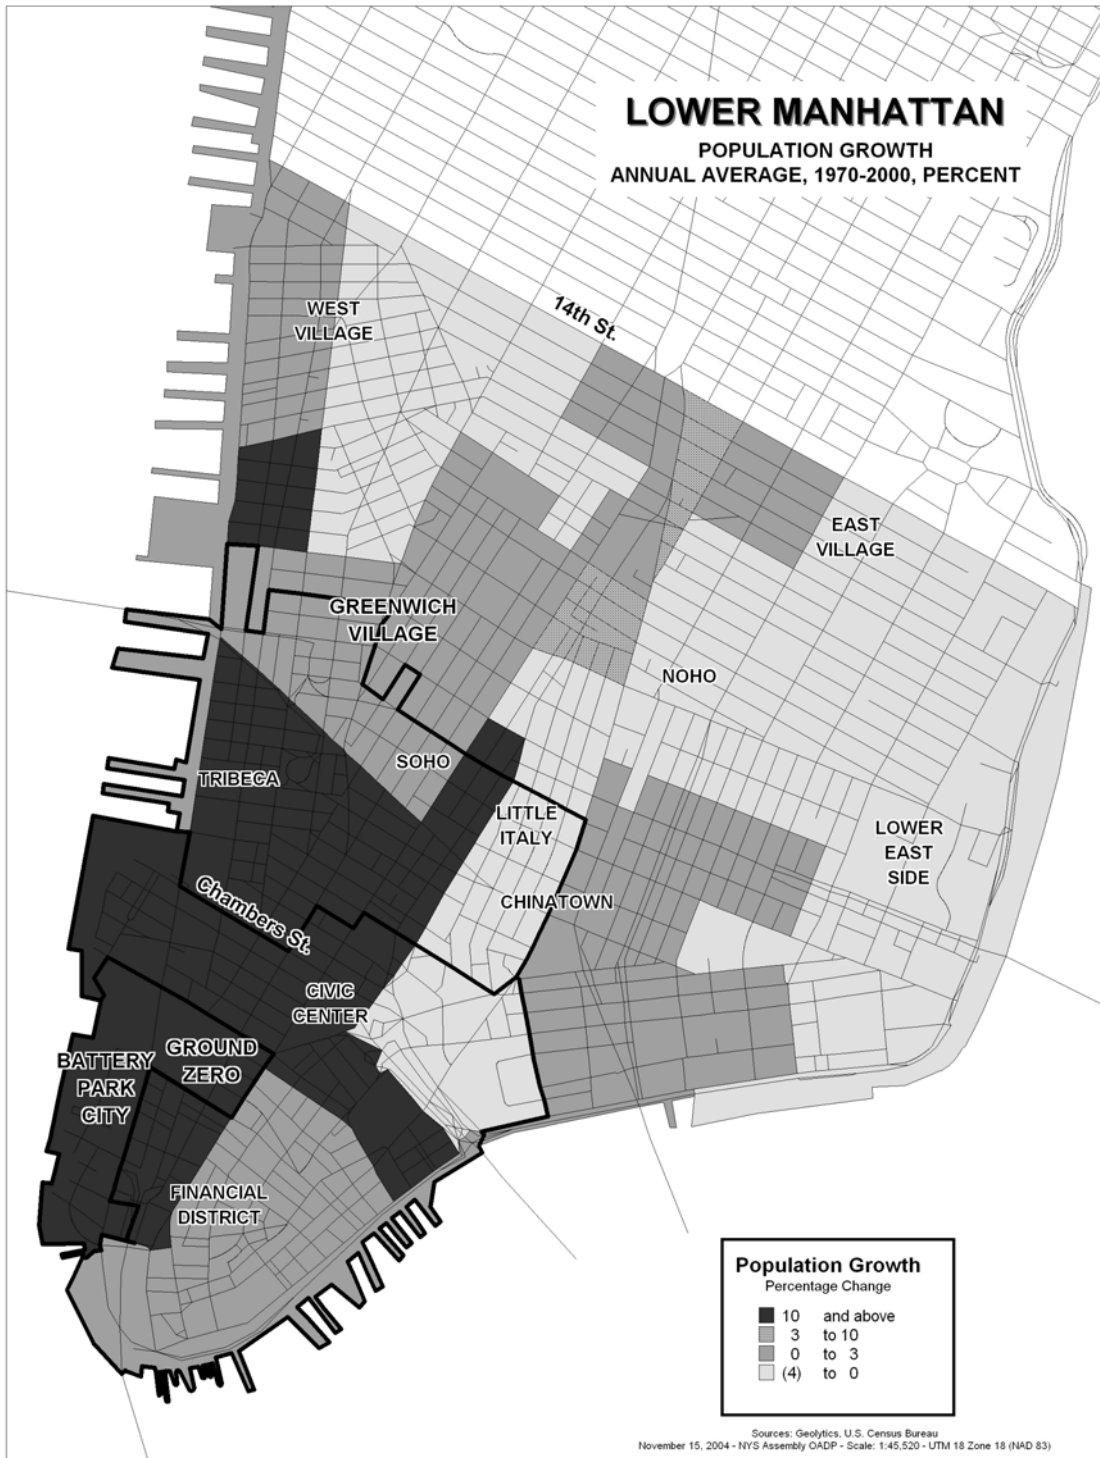 LOWER MANHATTAN
POPULATION GROWTH
ANNUAL AVERAGE, 1970-2000, PERCENT
14th St.
WEST
VILLAGE
EAST
VILLAGE
GREENWICH
VILLAGE
NOHO
SOHO
TRIBECA
LITTLE
ITALY
LOWER
EAST
SIDE
CHINATOWN
Chambers St.
CIVIC
CENTER
GROUND
ZERO
BATTERY
PARK
CITY
FINANCIAL
DISTRICT
Population Growth
Percentage Change
10 and above
3 to 10
0 to 3
(4) to 0
Sources: Geolytics, U.S. Census Bureau
November 15, 2004 - NYS Assembly OADP - Scale: 1:45,520 - UTM 18 Zone 18 (NAD 83)